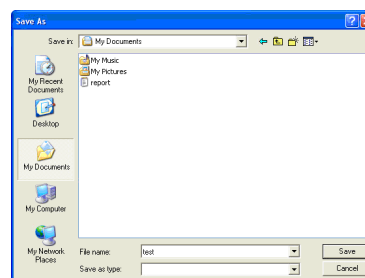 Save As
Save in:
My Documents
My Recent
Documents
Desktop
My Documents
My Computer
My Network
Places
My Music
My Pictures
report
File name:
test
Save
Save as type:
Cancel